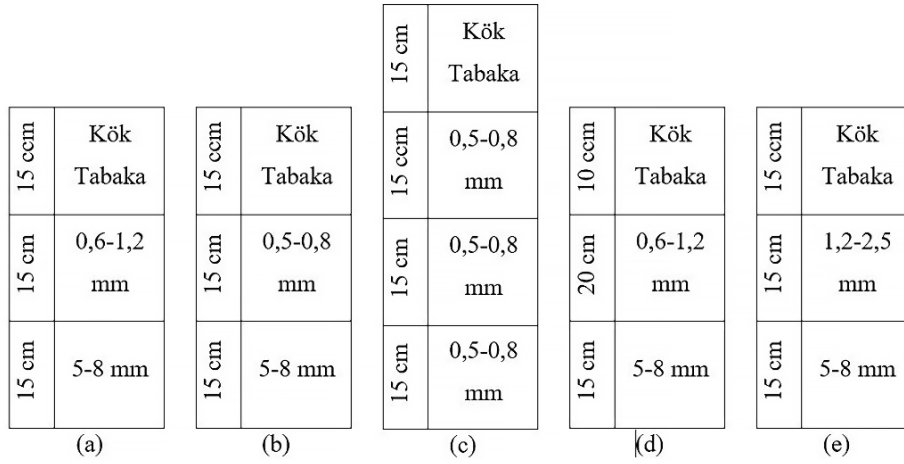 15 ccm
Kök
Tabaka
15 cm
0,6-1,2
mm
15 cm
5-8 mm
(a)
15 ccm
Kök
Tabaka
15 cm
0,5-0,8
mm
15 cm
5-8 mm
(b)
15 cm
Kök
Tabaka
15 ccm
0,5-0,8
mm
15 cm
0,5-0,8
mm
15 cm
0,5-0,8
mm
(c)
10 ccm
Kök
Tabaka
20 cm
0,6-1,2
mm
15 cm
5-8 mm
(d)
15 ccm
Kök
Tabaka
15 cm
1,2-2,5
mm
15 cm
5-8 mm
(e)